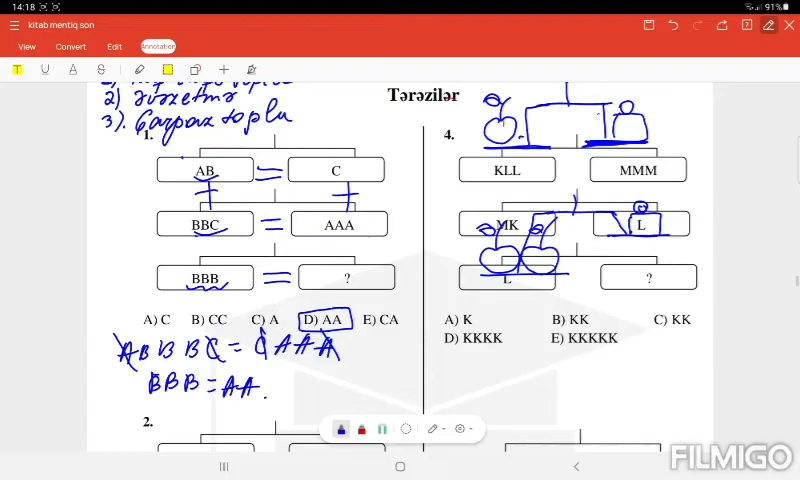 14:18
91%
kitab mentiq son
View Convert Edit Annotation
2) əvəzetmə
3). Çarpaz toplu
Tərəzilər
1.
AB = C
+ +
BBC = AAA
BBB = ?
A) C B) CC C) A D) AA E) CA
ABBBC = CAAA
BBB = AA.
2.
4.
KLL MMM
MK L
L ?
A) K B) KK C) KK
D) KKKK E) KKKKK
FILMIGO